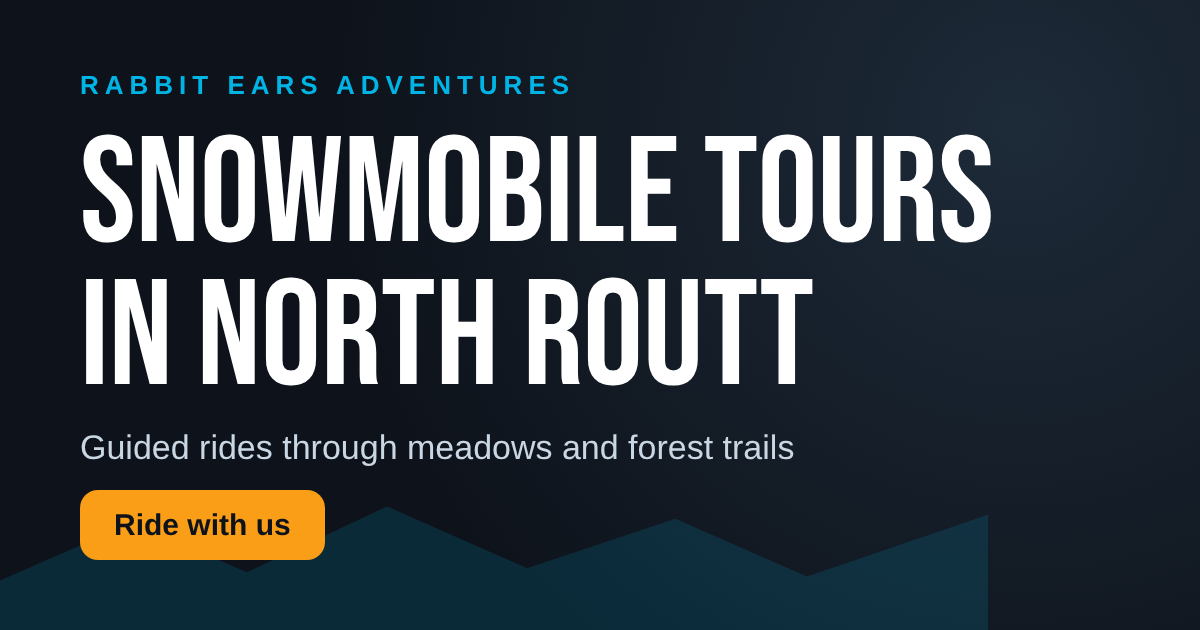 RABBIT EARS ADVENTURES
SNOWMOBILE TOURS
IN NORTH ROUTT
Guided rides through meadows and forest trails
Ride with us